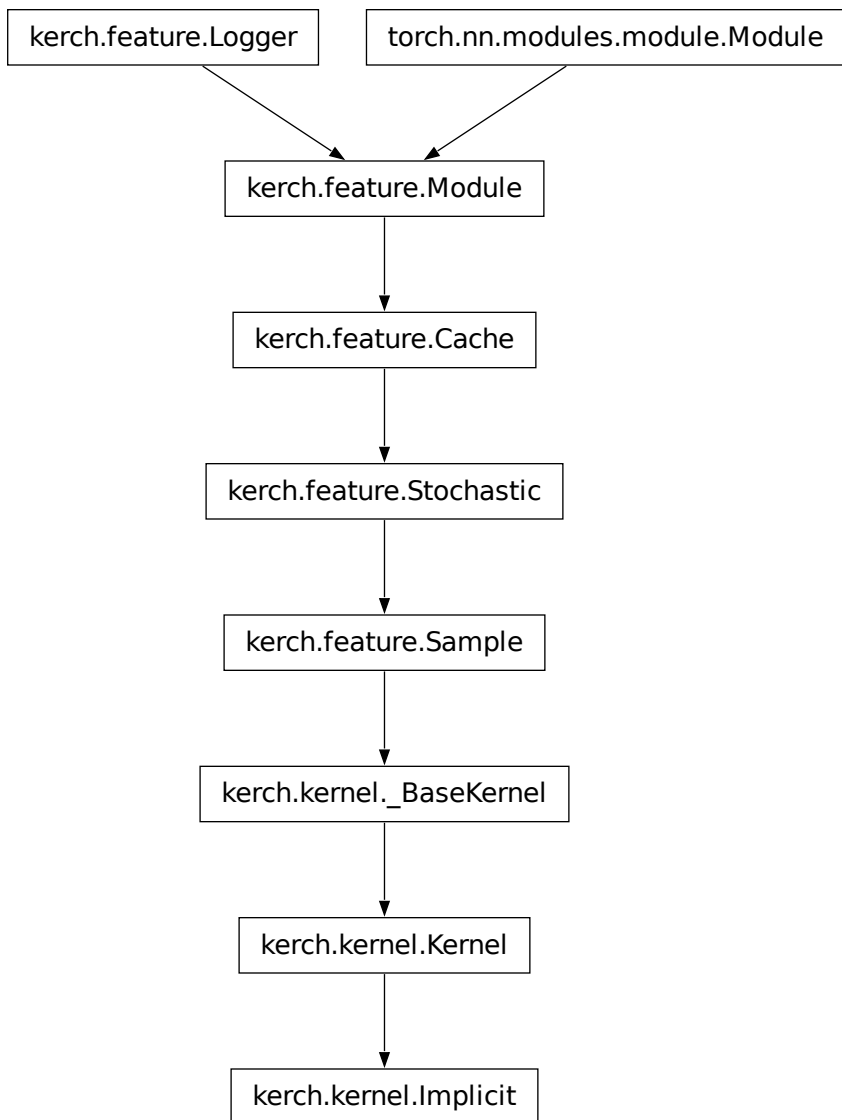 kerch.feature.Logger
torch.nn.modules.module.Module
kerch.feature.Module
kerch.feature.Cache
kerch.feature.Stochastic
kerch.feature.Sample
kerch.kernel._BaseKernel
kerch.kernel.Kernel
kerch.kernel.Implicit